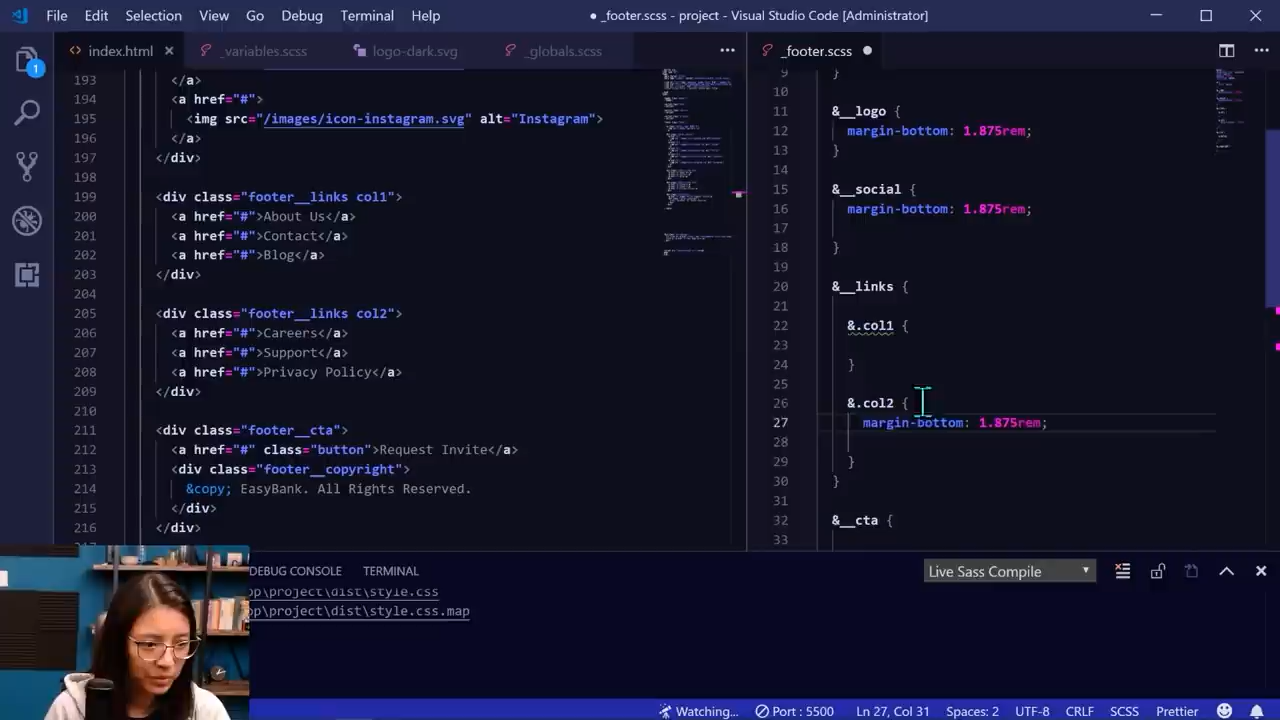 File Edit Selection View Go Debug Terminal Help
● _footer.scss - project - Visual Studio Code [Administrator]
1
index.html
_variables.scss
logo-dark.svg
_globals.scss
193 </a>
194 <a href="#">
195 <img src="/images/icon-instagram.svg" alt="instagram">
196 </a>
197 </div>
198
199 <div class="footer__links col1">
200 <a href="#">About Us</a>
201 <a href="#">Contact</a>
202 <a href="#">Blog</a>
203 </div>
204
205 <div class="footer__links col2">
206 <a href="#">Careers</a>
207 <a href="#">Support</a>
208 <a href="#">Privacy Policy</a>
209 </div>
210
211 <div class="footer__cta">
212 <a href="#" class="button">Request Invite</a>
213 <div class="footer__copyright">
214 &copy; EasyBank. All Rights Reserved.
215 </div>
216 </div>
_footer.scss ●
9 }
10
11 &__logo {
12 margin-bottom: 1.875rem;
13 }
14
15 &__social {
16 margin-bottom: 1.875rem;
17
18 }
19
20 &__links {
21
22 &.col1 {
23
24 }
25
26 &.col2 {
27 margin-bottom: 1.875rem;
28
29 }
30 }
31
32 &__cta {
33
DEBUG CONSOLE TERMINAL
Live Sass Compile
op\project\dist\style.css
op\project\dist\style.css.map
Watching... Port : 5500 Ln 27, Col 31 Spaces: 2 UTF-8 CRLF SCSS Prettier